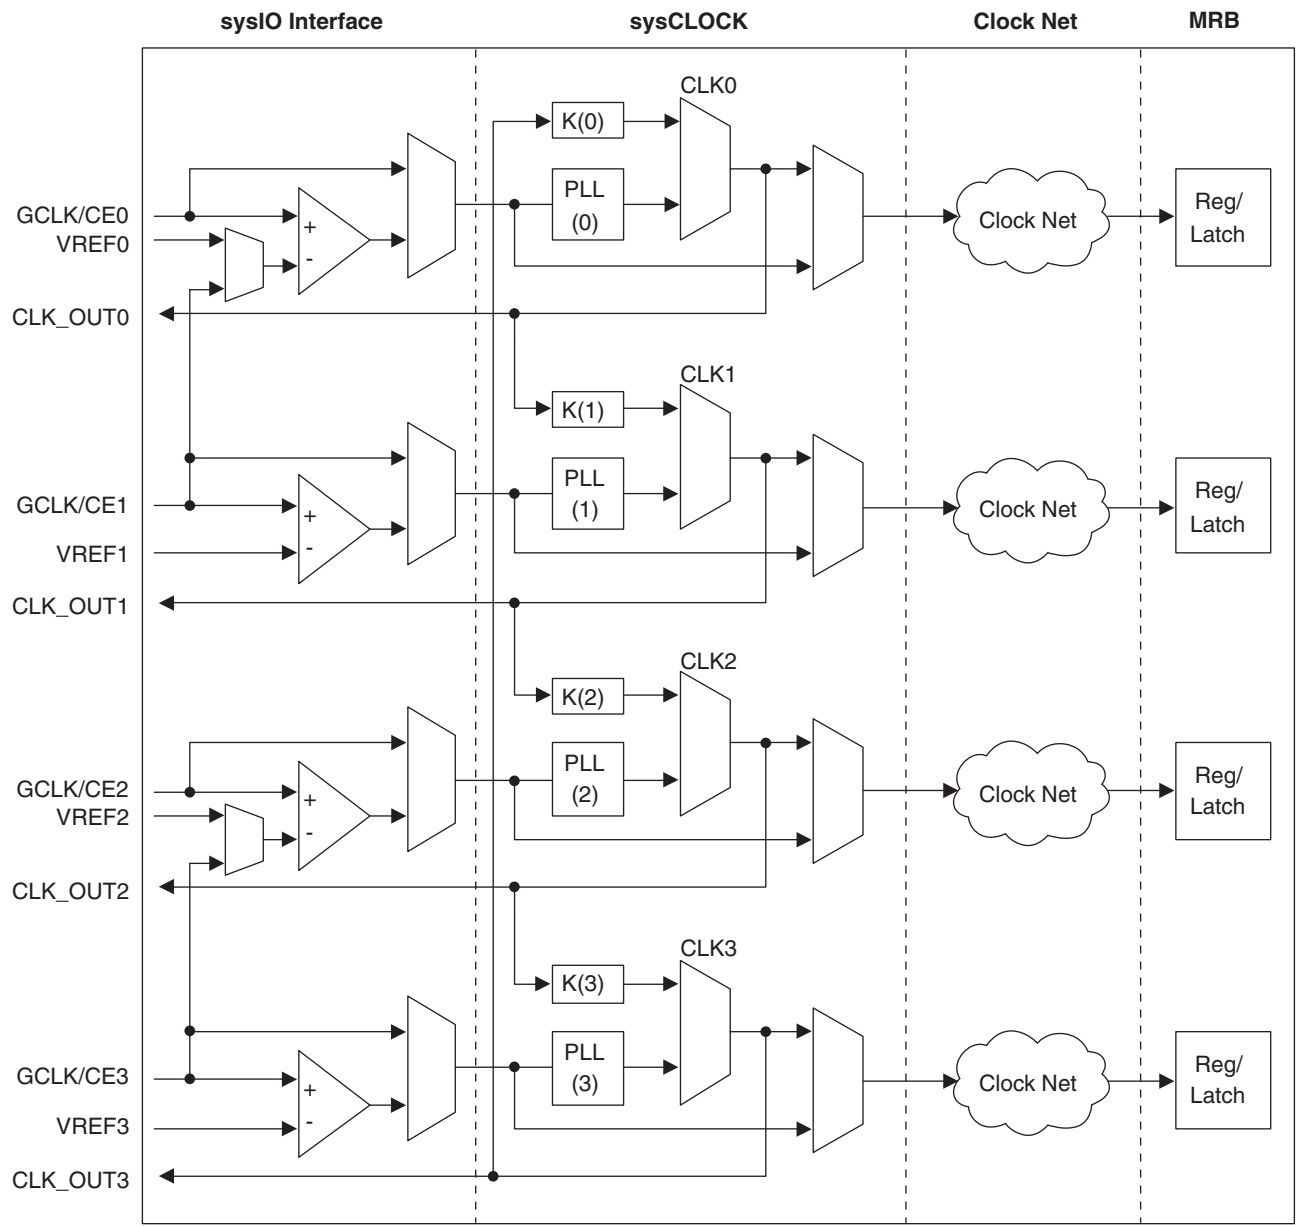 sysIO Interface
sysCLOCK
Clock Net
MRB
CLK0
K(0)
PLL
(0)
GCLK/CE0
VREF0
+
-
Clock Net
Reg/
Latch
CLK_OUT0
CLK1
K(1)
PLL
(1)
GCLK/CE1
VREF1
+
-
Clock Net
Reg/
Latch
CLK_OUT1
CLK2
K(2)
PLL
(2)
GCLK/CE2
VREF2
+
-
Clock Net
Reg/
Latch
CLK_OUT2
CLK3
K(3)
PLL
(3)
GCLK/CE3
VREF3
+
-
Clock Net
Reg/
Latch
CLK_OUT3